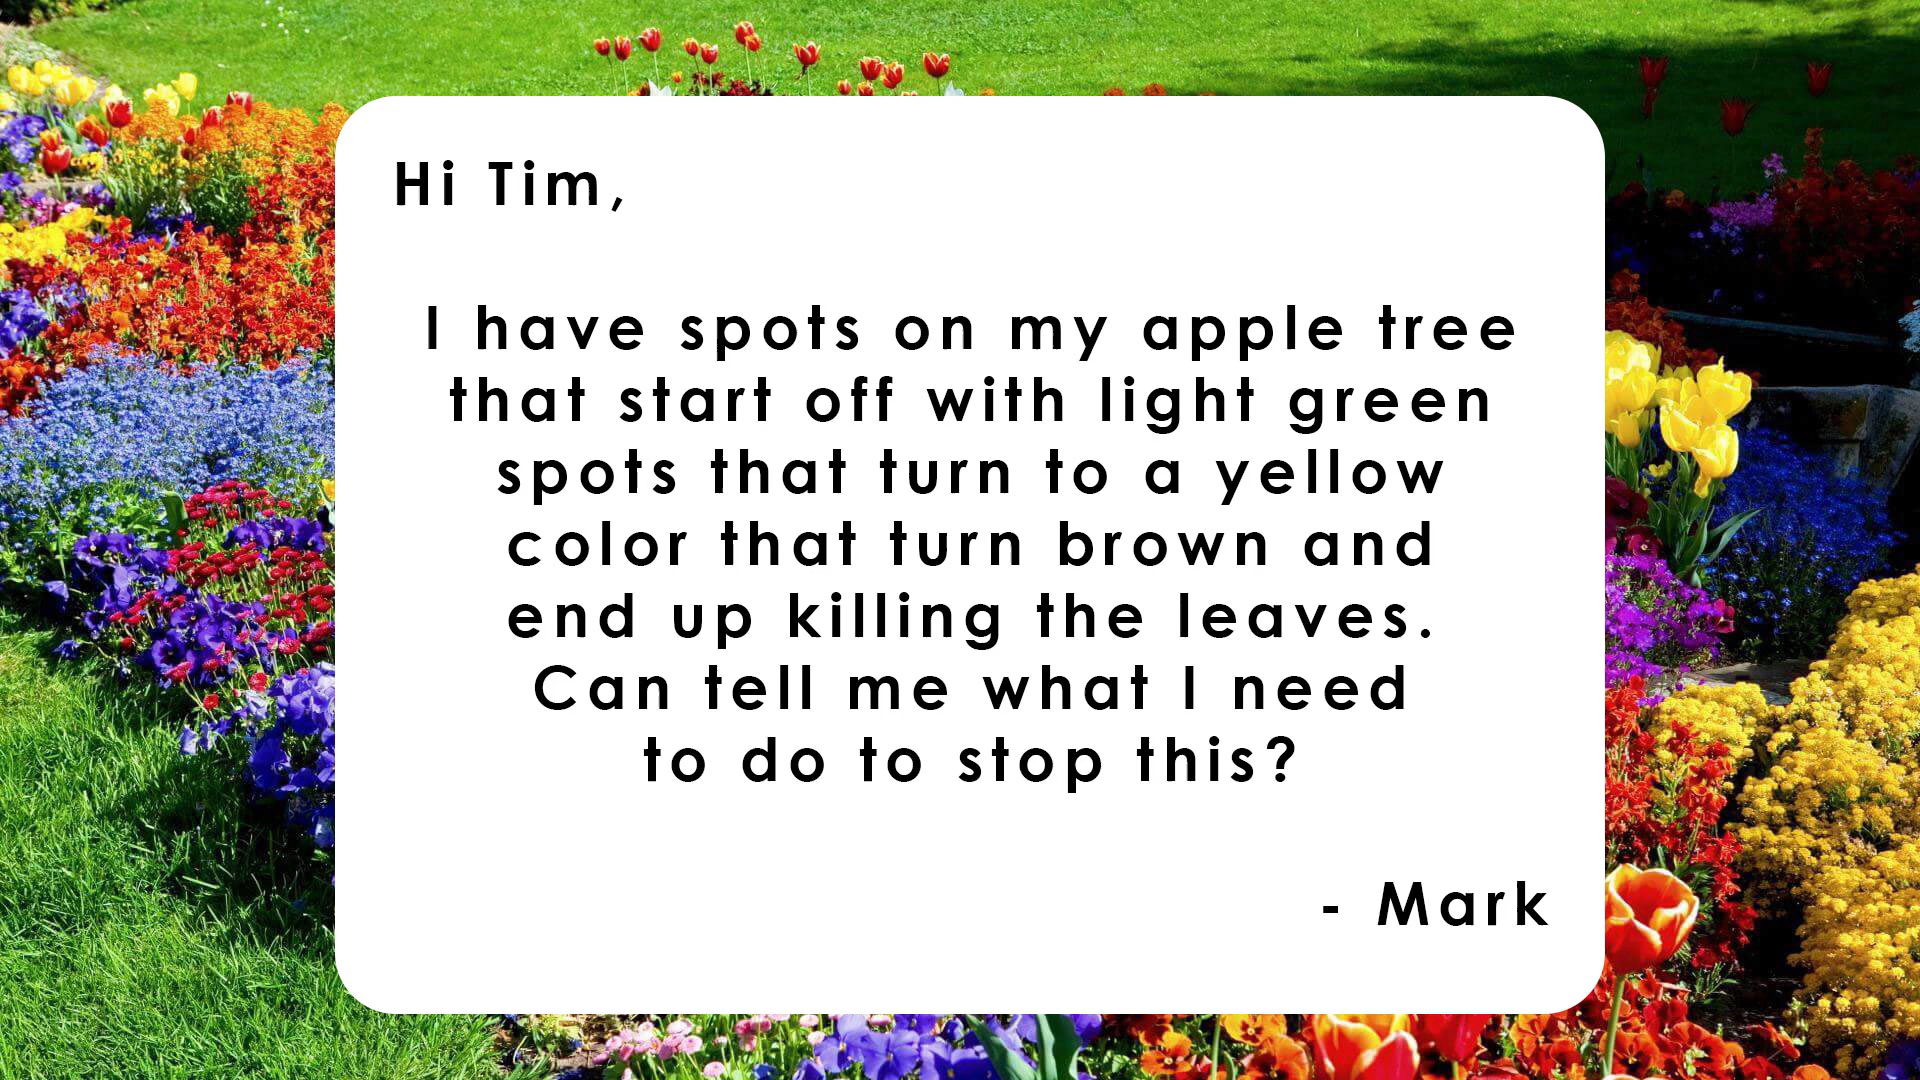 Hi Tim,
I have spots on my apple tree
that start off with light green
spots that turn to a yellow
color that turn brown and
end up killing the leaves.
Can tell me what I need
to do to stop this?
- Mark